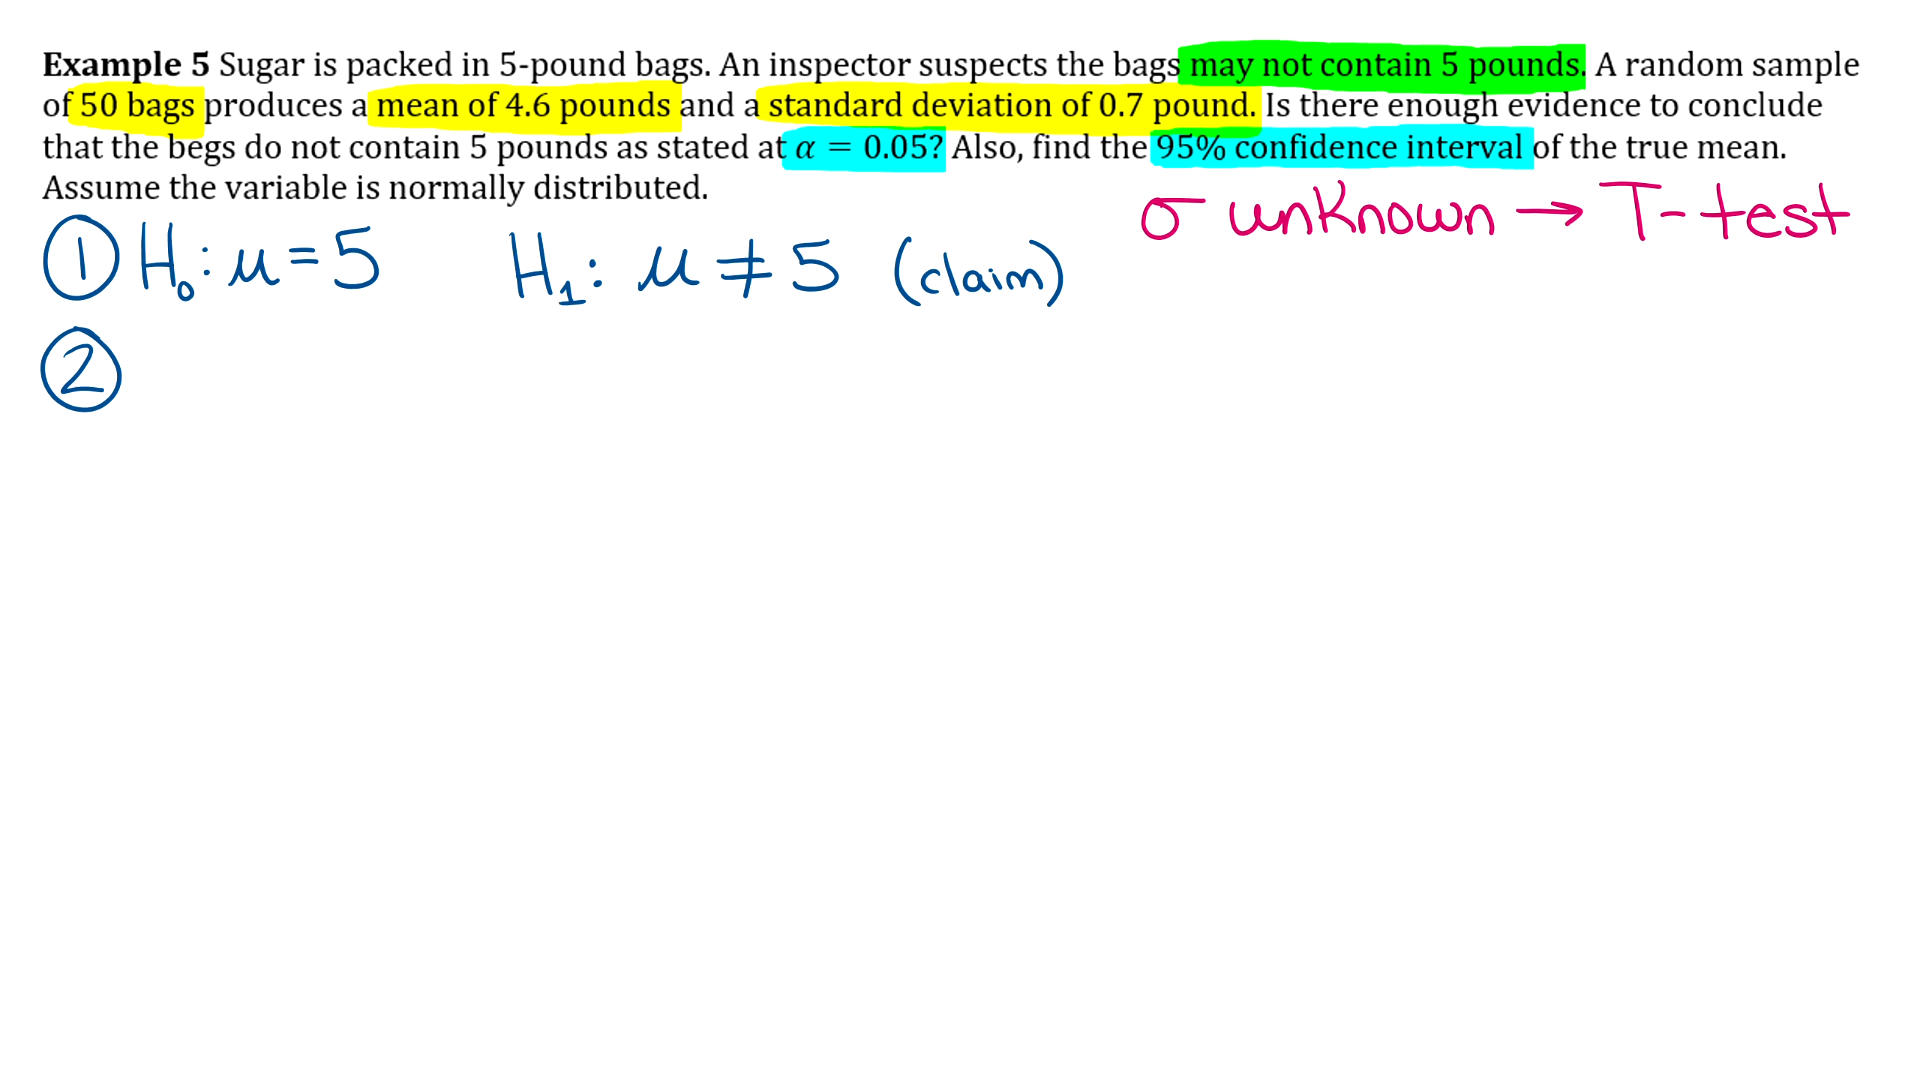 Example 5 Sugar is packed in 5-pound bags. An inspector suspects the bags may not contain 5 pounds. A random sample
of 50 bags produces a mean of 4.6 pounds and a standard deviation of 0.7 pound. Is there enough evidence to conclude
that the begs do not contain 5 pounds as stated at α = 0.05? Also, find the 95% confidence interval of the true mean.
Assume the variable is normally distributed.
σ unknown → T-test
① H₀: μ = 5 H₁: μ ≠ 5 (claim)
②